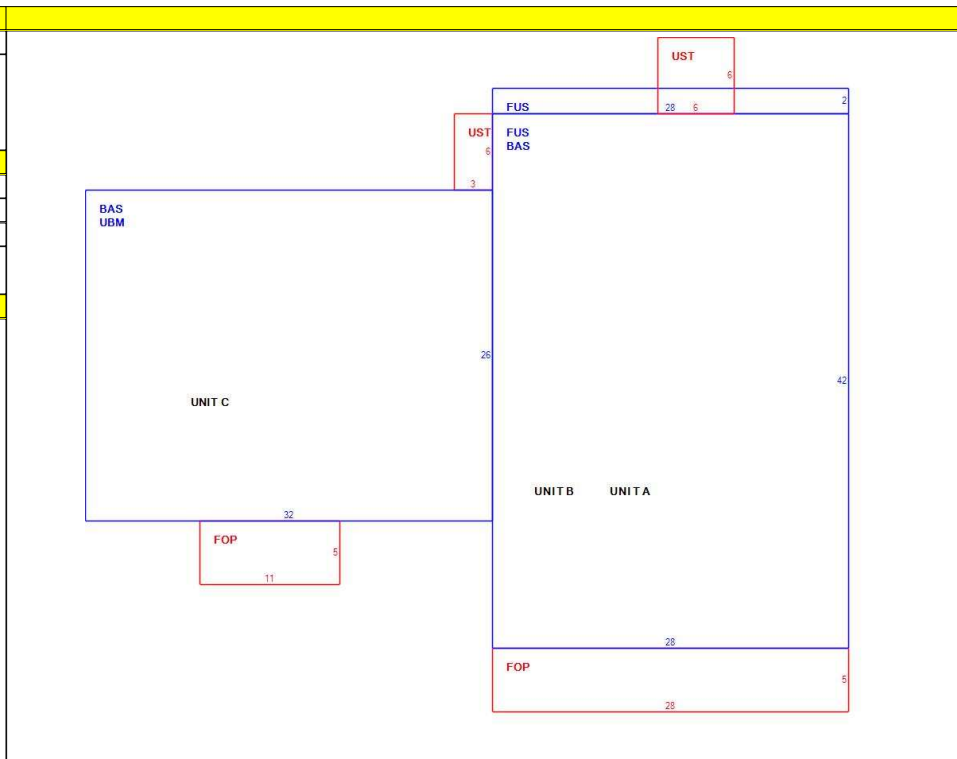 UST
6
2
FUS
28 6
UST
FUS
BAS
6
3
BAS
UBM
26
42
UNIT C
UNIT B UNIT A
32
FOP
5
11
28
FOP
5
28